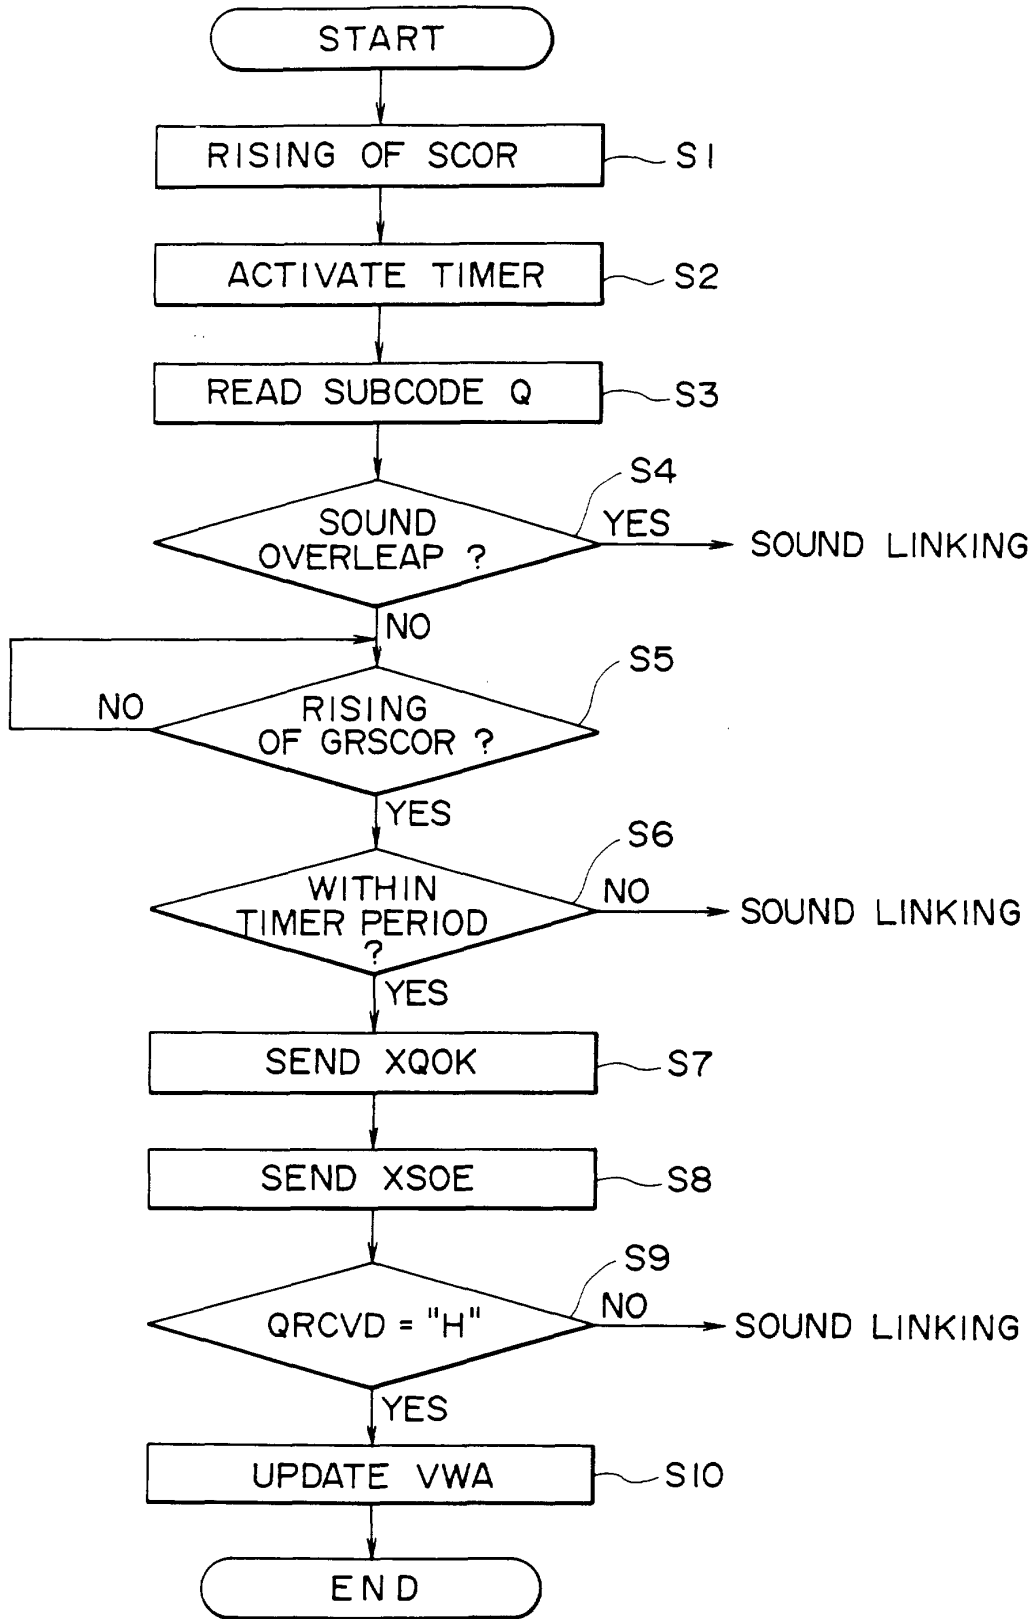 START
RISING OF SCOR
S1
ACTIVATE TIMER
S2
READ SUBCODE Q
S3
S4
SOUND
OVERLEAP ?
YES
SOUND LINKING
NO
S5
RISING
OF GRSCOR ?
NO
YES
S6
WITHIN
TIMER PERIOD
?
NO
SOUND LINKING
YES
SEND XQOK
S7
SEND XSOE
S8
S9
QRCVD = "H"
NO
SOUND LINKING
YES
UPDATE VWA
S10
END